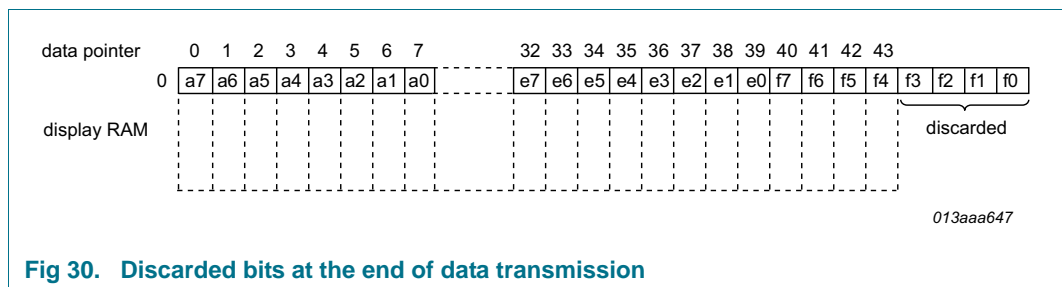 data pointer 0 1 2 3 4 5 6 7 32 33 34 35 36 37 38 39 40 41 42 43
0 a7 a6 a5 a4 a3 a2 a1 a0 e7 e6 e5 e4 e3 e2 e1 e0 f7 f6 f5 f4 f3 f2 f1 f0
display RAM discarded
013aaa647
Fig 30. Discarded bits at the end of data transmission